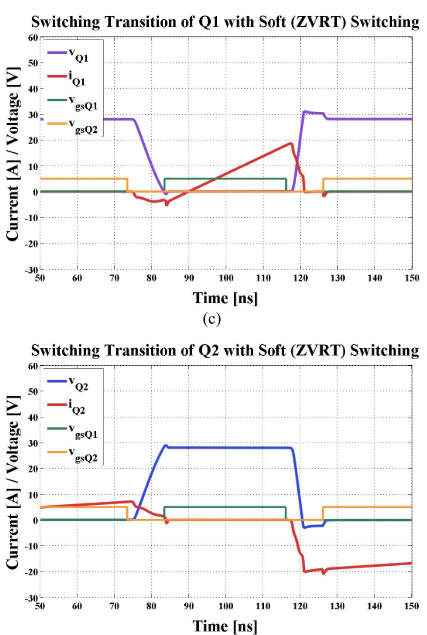 Switching Transition of Q1 with Soft (ZVRT) Switching
60
50
40
30
20
10
0
-10
-20
-30
Current [A] / Voltage [V]
vQ1
iQ1
vgsQ1
vgsQ2
50 60 70 80 90 100 110 120 130 140 150
Time [ns]
(c)
Switching Transition of Q2 with Soft (ZVRT) Switching
60
50
40
30
20
10
0
-10
-20
-30
Current [A] / Voltage [V]
vQ2
iQ2
vgsQ1
vgsQ2
50 60 70 80 90 100 110 120 130 140 150
Time [ns]